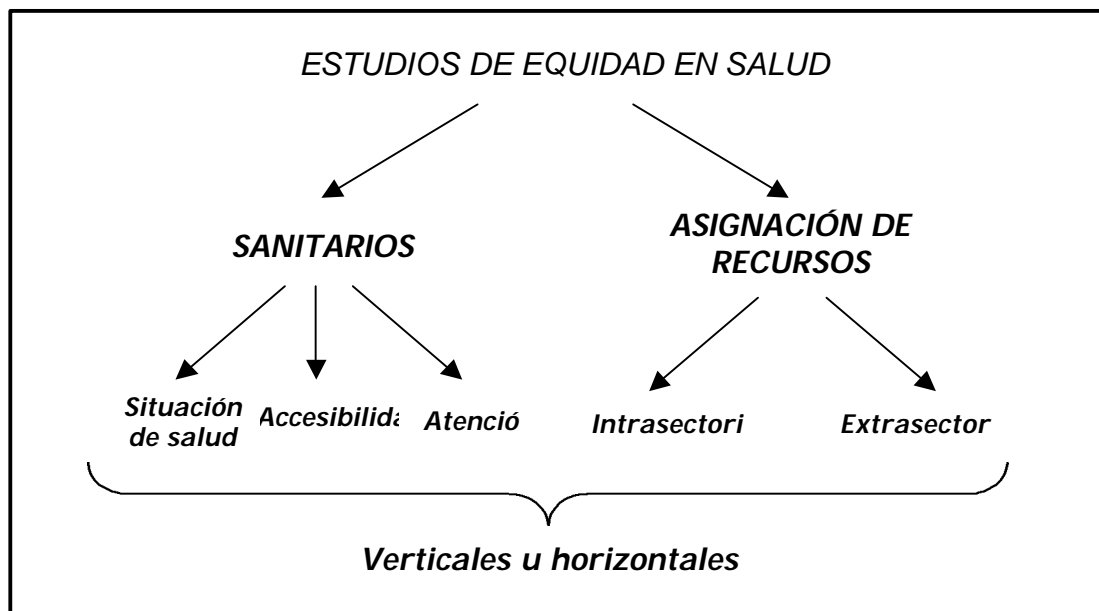 ESTUDIOS DE EQUIDAD EN SALUD
SANITARIOS
ASIGNACIÓN DE
RECURSOS
Situación
de salud
Accesibilida
Atenció
Intrasectori
Extrasector
Verticales u horizontales